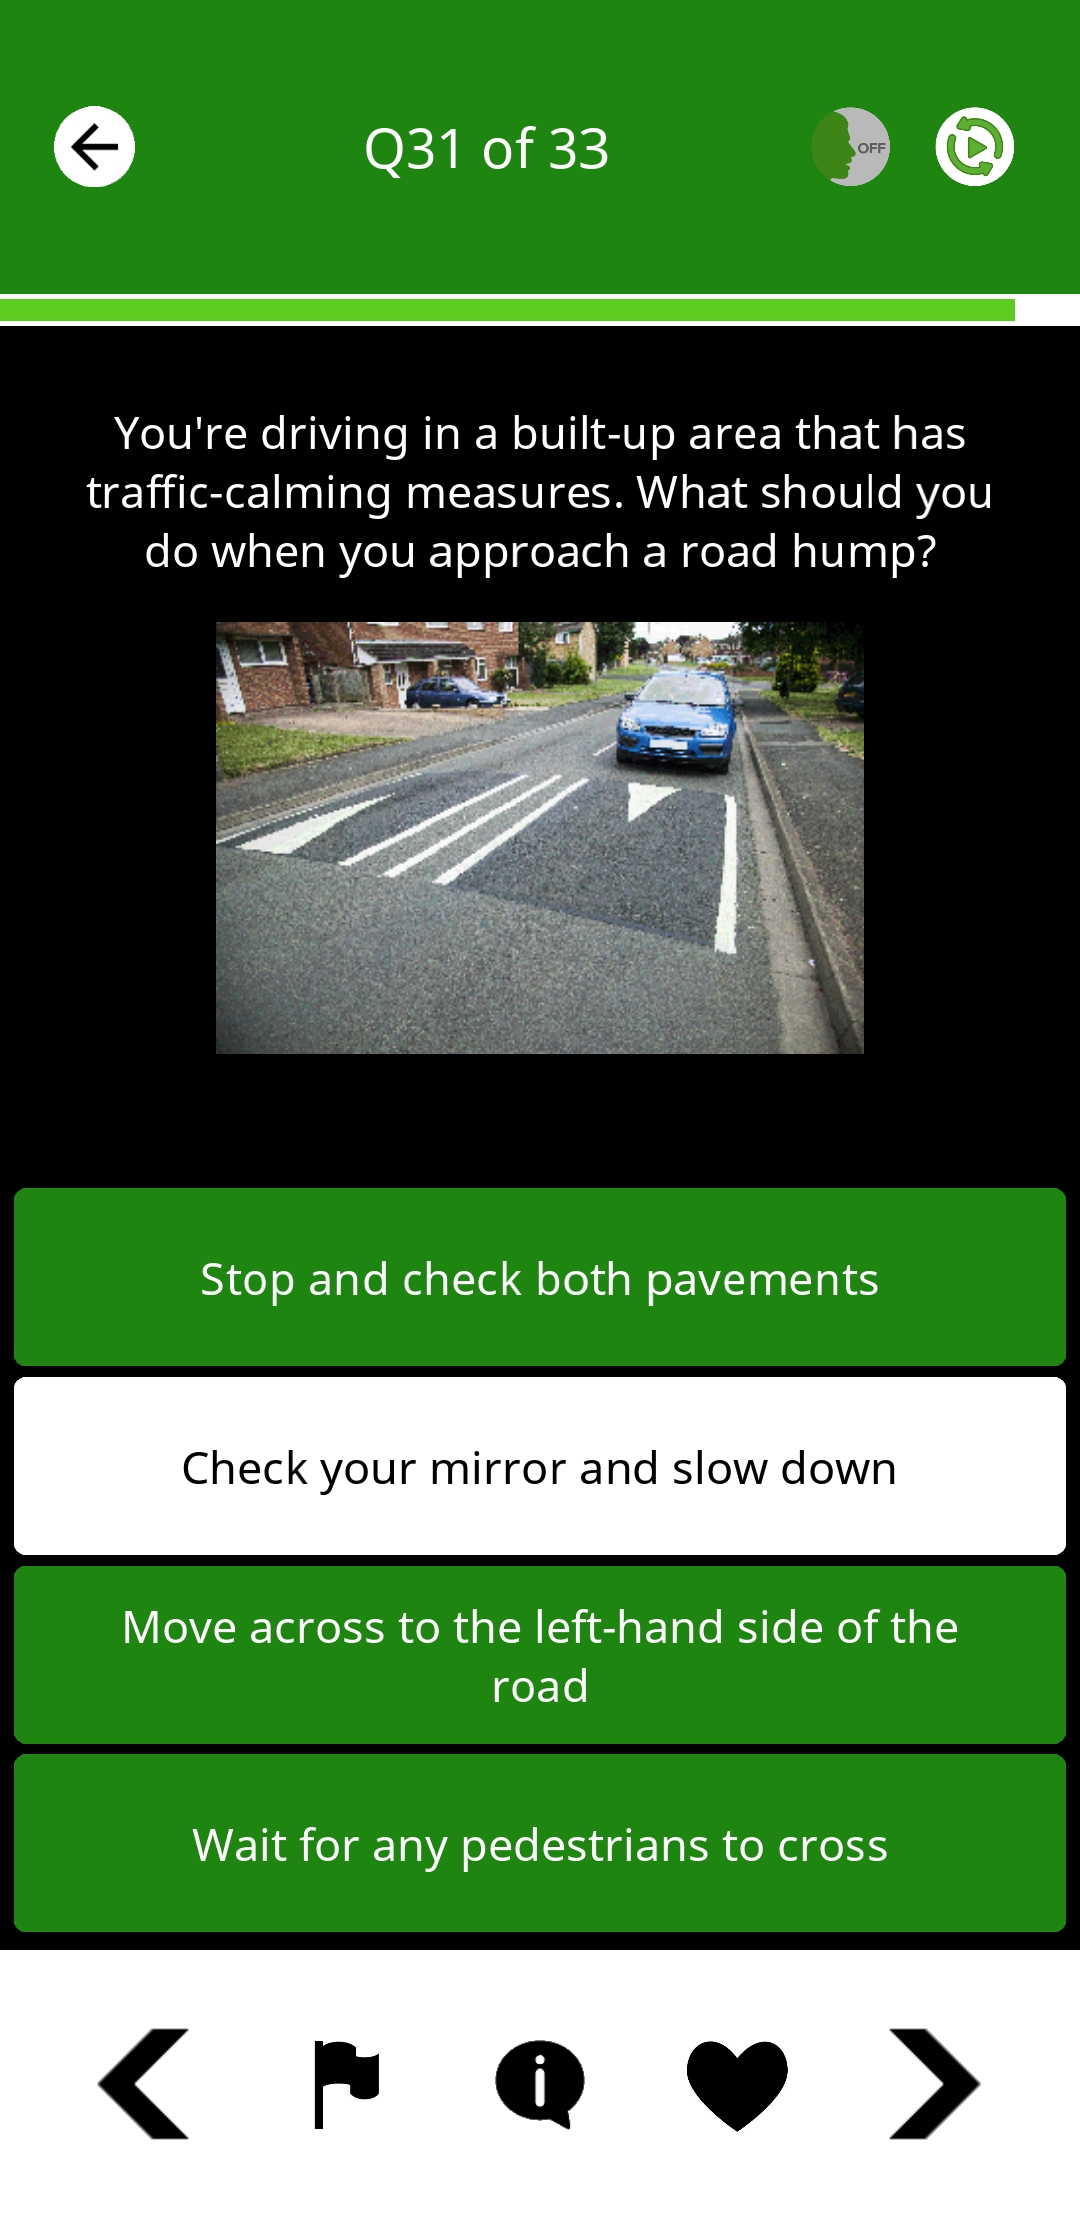 Q31 of 33
OFF
You're driving in a built-up area that has
traffic-calming measures. What should you
do when you approach a road hump?
Stop and check both pavements
Check your mirror and slow down
Move across to the left-hand side of the
road
Wait for any pedestrians to cross